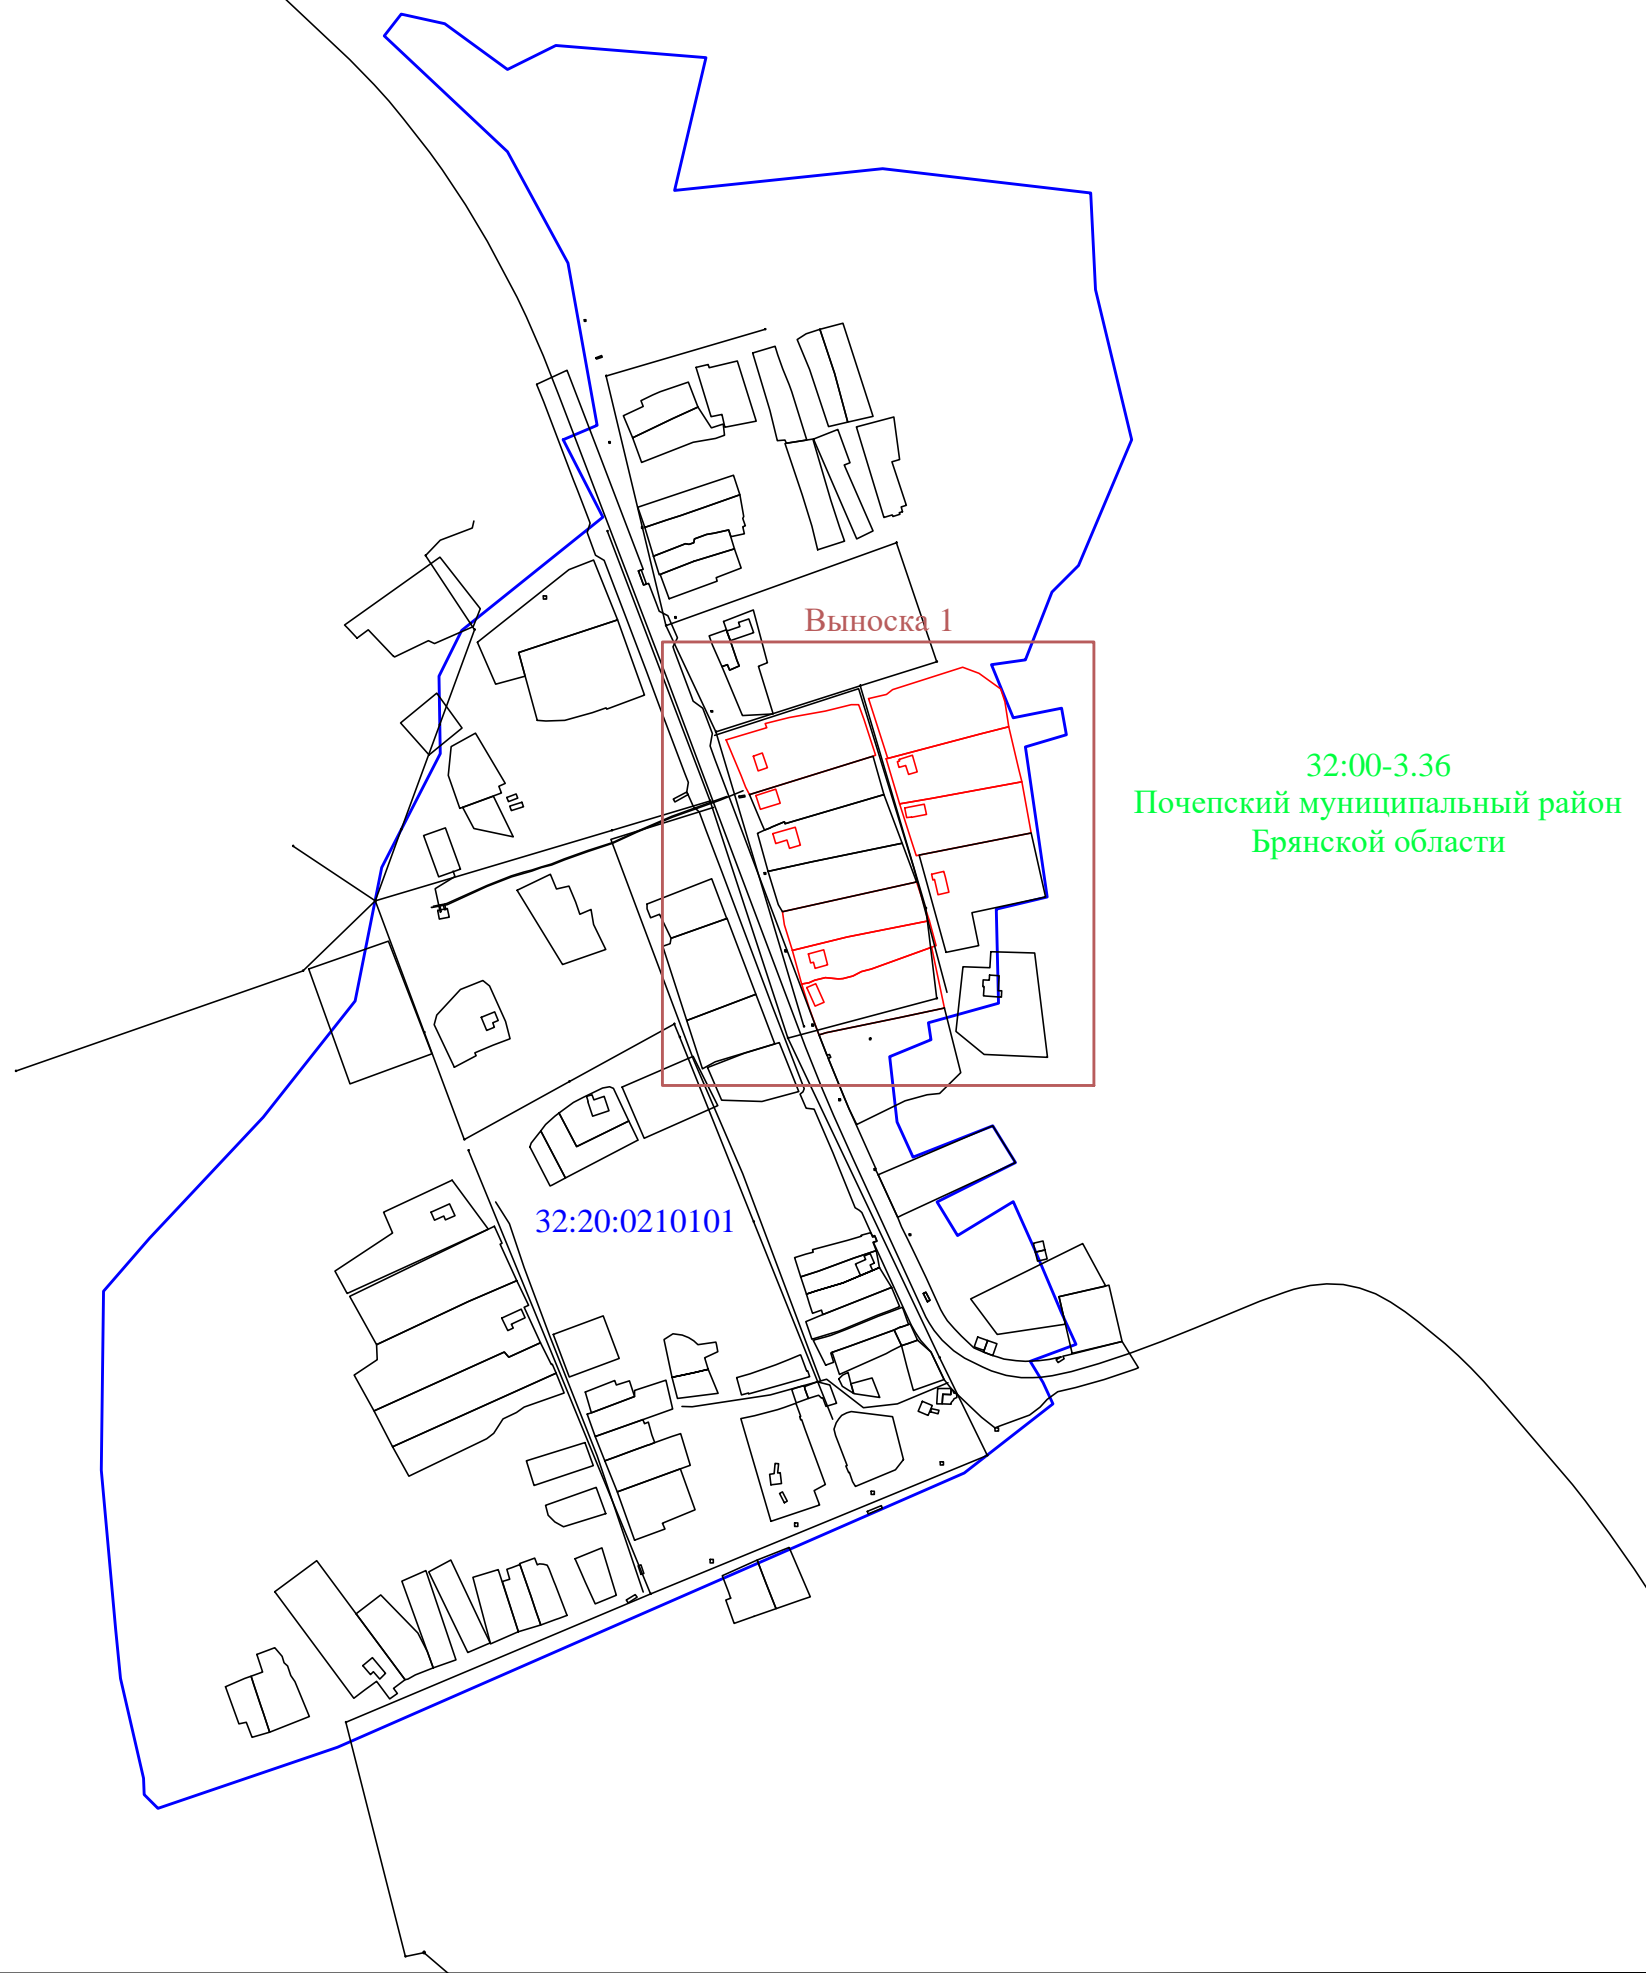 Выноска 1
32:00-3.36
Почепский муниципальный район
Брянской области
32:20:0210101